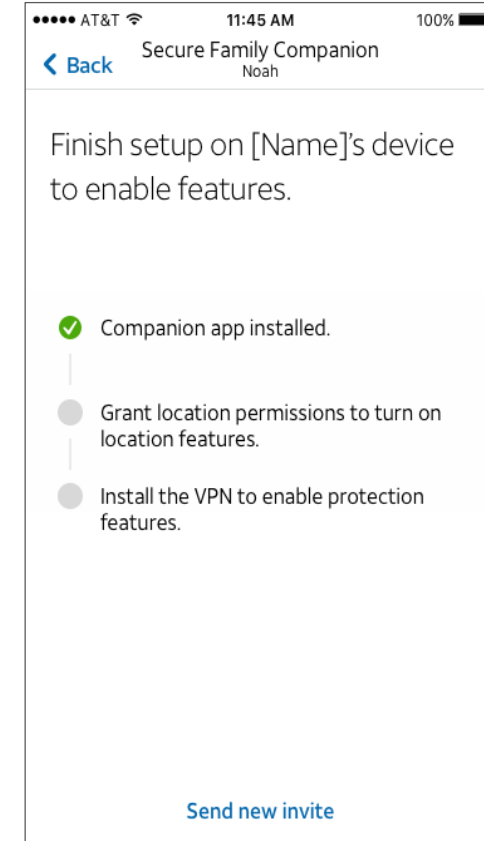 AT&T 11:45 AM 100%
Back Secure Family Companion
Noah
Finish setup on [Name]’s device
to enable features.
Companion app installed.
Grant location permissions to turn on
location features.
Install the VPN to enable protection
features.
Send new invite